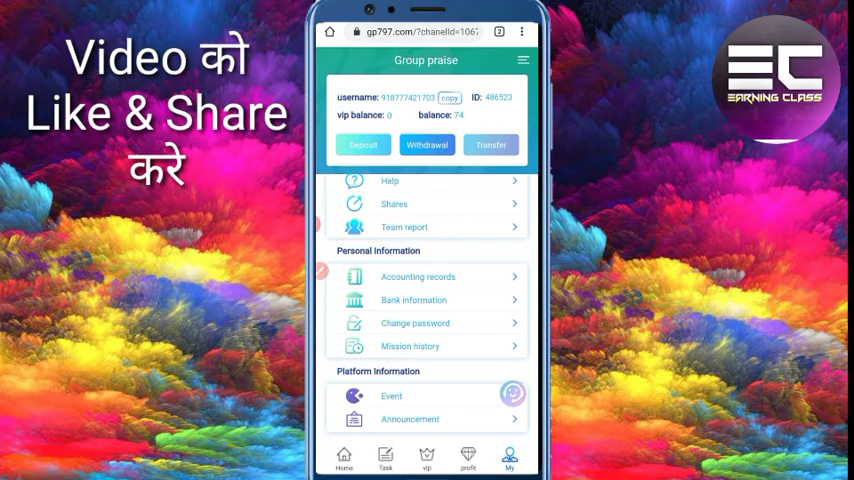 Video को
Like & Share
करे
EC
EARNING CLASS
gp797.com/?chanelId=1067
2
Group praise
username: 918777421703 copy ID: 486523
vip balance: 0 balance: 74
Deposit Withdrawal Transfer
Help
Shares
Team report
Personal Information
Accounting records
Bank information
Change password
Mission history
Platform Information
Event
Announcement
Home Task vip profit My